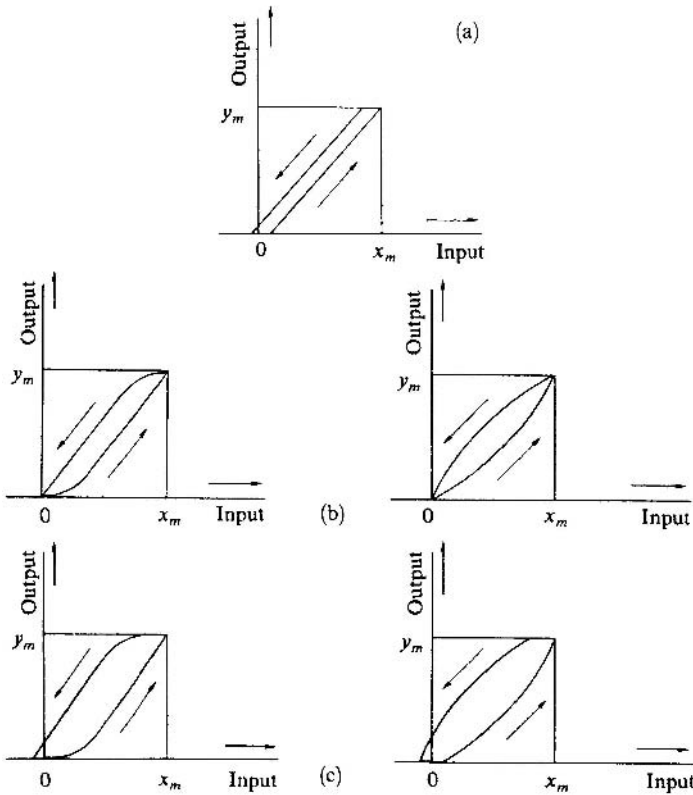 (a)
Output
y_m
0
x_m
Input
Output
y_m
0
x_m
Input
Output
y_m
0
x_m
Input
(b)
Output
y_m
0
x_m
Input
Output
y_m
0
x_m
Input
(c)